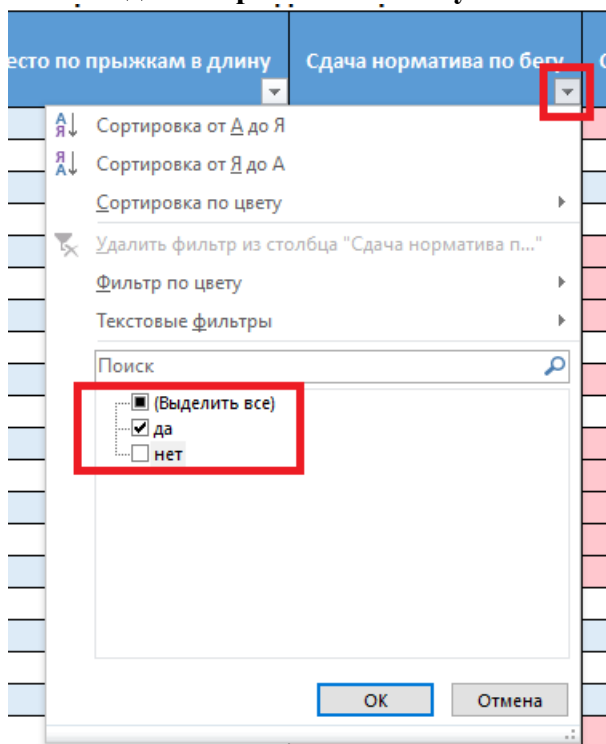 есто по прыжкам в длину
Сдача норматива по бегу
Сортировка от А до Я
Сортировка от Я до А
Сортировка по цвету
Удалить фильтр из столбца "Сдача норматива п..."
Фильтр по цвету
Текстовые фильтры
Поиск
(Выделить все)
да
нет
ОК
Отмена